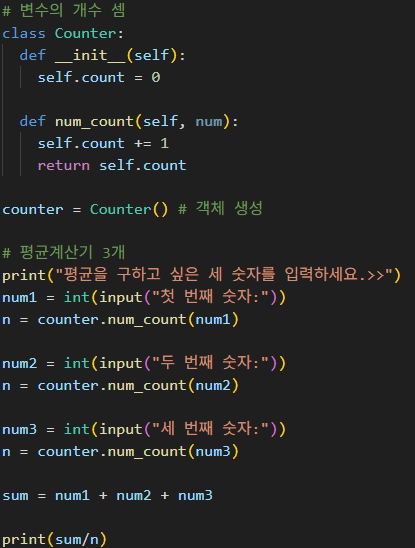 # 변수의 개수 셈
class Counter:
  def __init__(self):
    self.count = 0

  def num_count(self, num):
    self.count += 1
    return self.count

counter = Counter() # 객체 생성

# 평균계산기 3개
print("평균을 구하고 싶은 세 숫자를 입력하세요.>>")
num1 = int(input("첫 번째 숫자:"))
n = counter.num_count(num1)

num2 = int(input("두 번째 숫자:"))
n = counter.num_count(num2)

num3 = int(input("세 번째 숫자:"))
n = counter.num_count(num3)

sum = num1 + num2 + num3

print(sum/n)